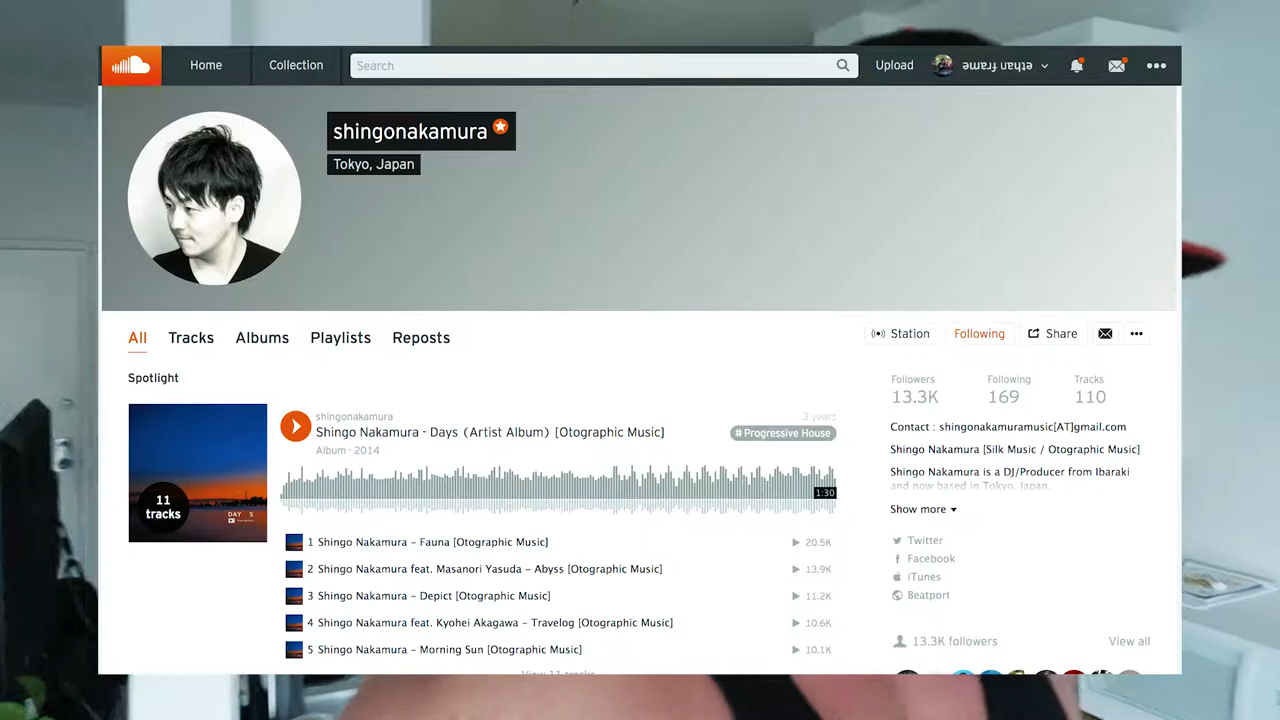 Home
Collection
Search
Upload
ethan frame
shingonakamura
Tokyo, Japan
All
Tracks
Albums
Playlists
Reposts
Station
Following
Share
Spotlight
11
tracks
DAY S
shingonakamura
3 years
Shingo Nakamura - Days (Artist Album) [Otographic Music]
# Progressive House
Album · 2014
1:30
1 Shingo Nakamura – Fauna [Otographic Music]
20.5K
2 Shingo Nakamura feat. Masanori Yasuda – Abyss [Otographic Music]
13.9K
3 Shingo Nakamura – Depict [Otographic Music]
11.2K
4 Shingo Nakamura feat. Kyohei Akagawa – Travelog [Otographic Music]
10.6K
5 Shingo Nakamura – Morning Sun [Otographic Music]
10.1K
View 11 tracks
Followers
13.3K
Following
169
Tracks
110
Contact : shingonakamuramusic[AT]gmail.com
Shingo Nakamura [Silk Music / Otographic Music]
Shingo Nakamura is a DJ/Producer from Ibaraki
and now based in Tokyo, Japan.
Show more
Twitter
Facebook
iTunes
Beatport
13.3K followers
View all